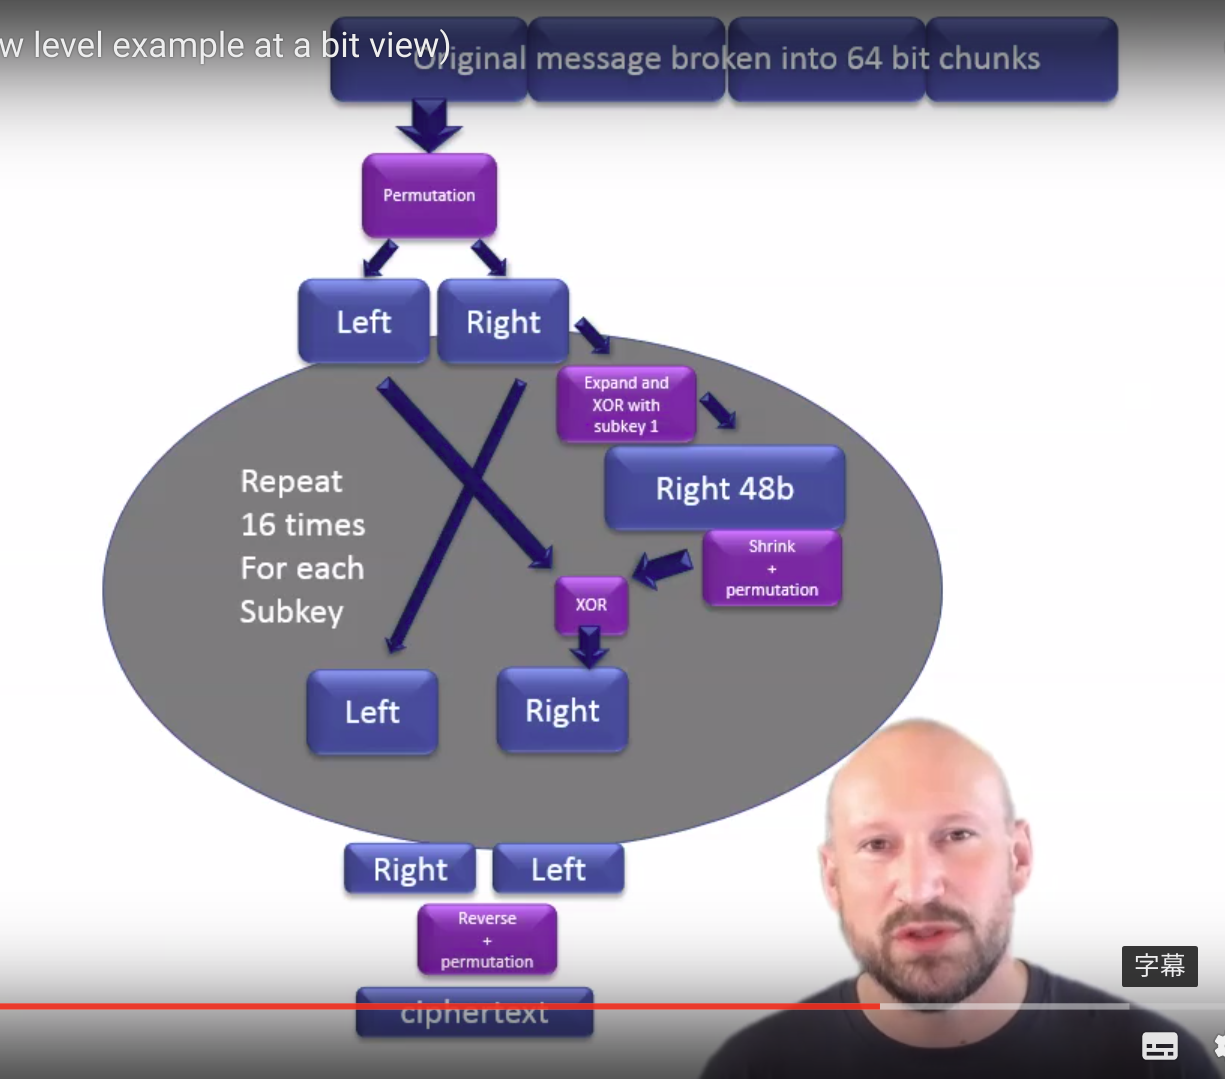 w level example at a bit view)
Original message broken into 64 bit chunks
Permutation
Left
Right
Expand and
XOR with
subkey 1
Right 48b
Repeat
16 times
For each
Subkey
Shrink
+
permutation
XOR
Left
Right
Right
Left
Reverse
+
permutation
字幕
ciphertext